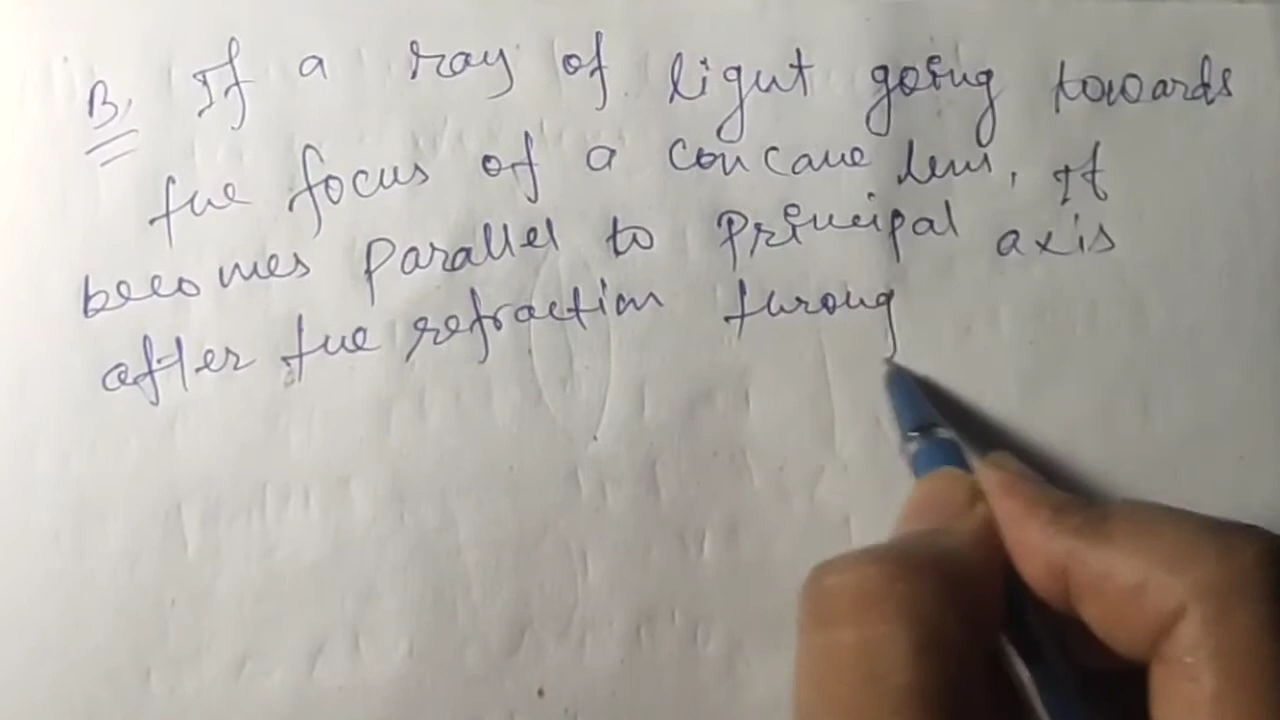 B, If a ray of light going towards
the focus of a concave lens, It
becomes parallel to principal axis
after the refraction throug